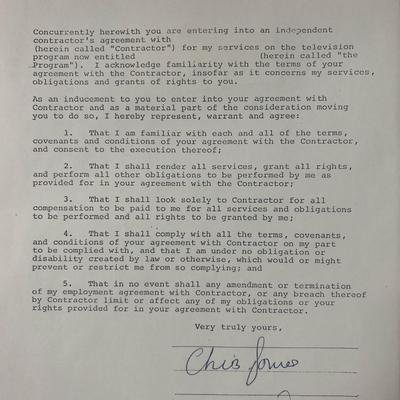 Concurrently herewith you are entering into an independent
contractor's agreement with
(herein called "Contractor") for my services on the television
program now entitled (herein called "the
Program"). I acknowledge familiarity with the terms of your
agreement with the Contractor, insofar as it concerns my services,
obligations and grants of rights to you.
As an inducement to you to enter into your agreement with
Contractor and as a material part of the consideration moving
you to do so, I hereby represent, warrant and agree:
1. That I am familiar with each and all of the terms,
covenants and conditions of your agreement with the Contractor,
and consent to the execution thereof;
2. That I shall render all services, grant all rights,
and perform all other obligations to be performed by me as
provided for in your agreement with the Contractor;
3. That I shall look solely to Contractor for all
compensation to be paid to me for all services and obligations
to be performed and all rights to be granted by me;
4. That I shall comply with all the terms, covenants,
and conditions of your agreement with Contractor on my part
to be complied with, and that I am under no obligation or
disability created by law or otherwise, which would or might
prevent or restrict me from so complying; and
5. That in no event shall any amendment or termination
of my employment agreement with Contractor, or any breach thereof
by Contractor limit or affect any of my obligations or your
rights provided for in your agreement with Contractor.
Very truly yours,
Chris Jones